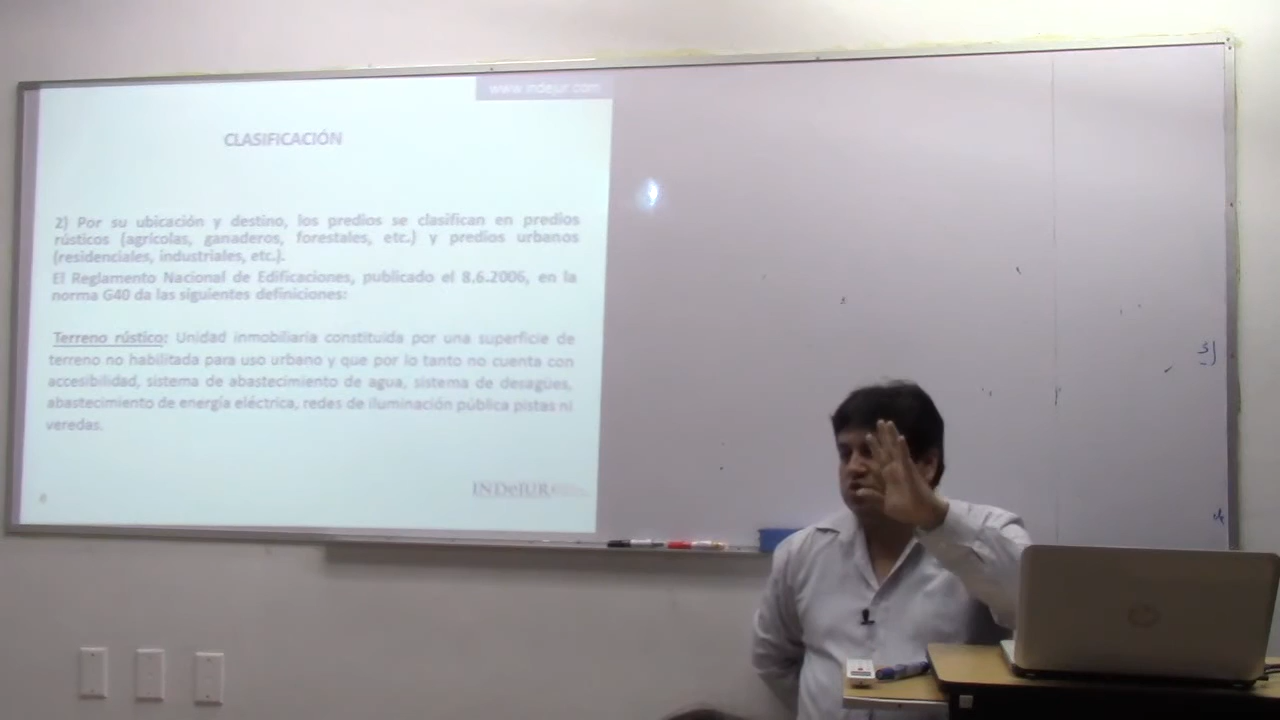 www.indejur.com
CLASIFICACIÓN
2) Por su ubicación y destino, los predios se clasifican en predios
rústicos (agrícolas, ganaderos, forestales, etc.) y predios urbanos
(residenciales, industriales, etc.).
El Reglamento Nacional de Edificaciones, publicado el 8.6.2006, en la
norma G40 da las siguientes definiciones:
Terreno rústico: Unidad inmobiliaria constituida por una superficie de
terreno no habilitada para uso urbano y que por lo tanto no cuenta con
accesibilidad, sistema de abastecimiento de agua, sistema de desagües,
abastecimiento de energía eléctrica, redes de iluminación pública pistas ni
veredas.
INDeJUR
8